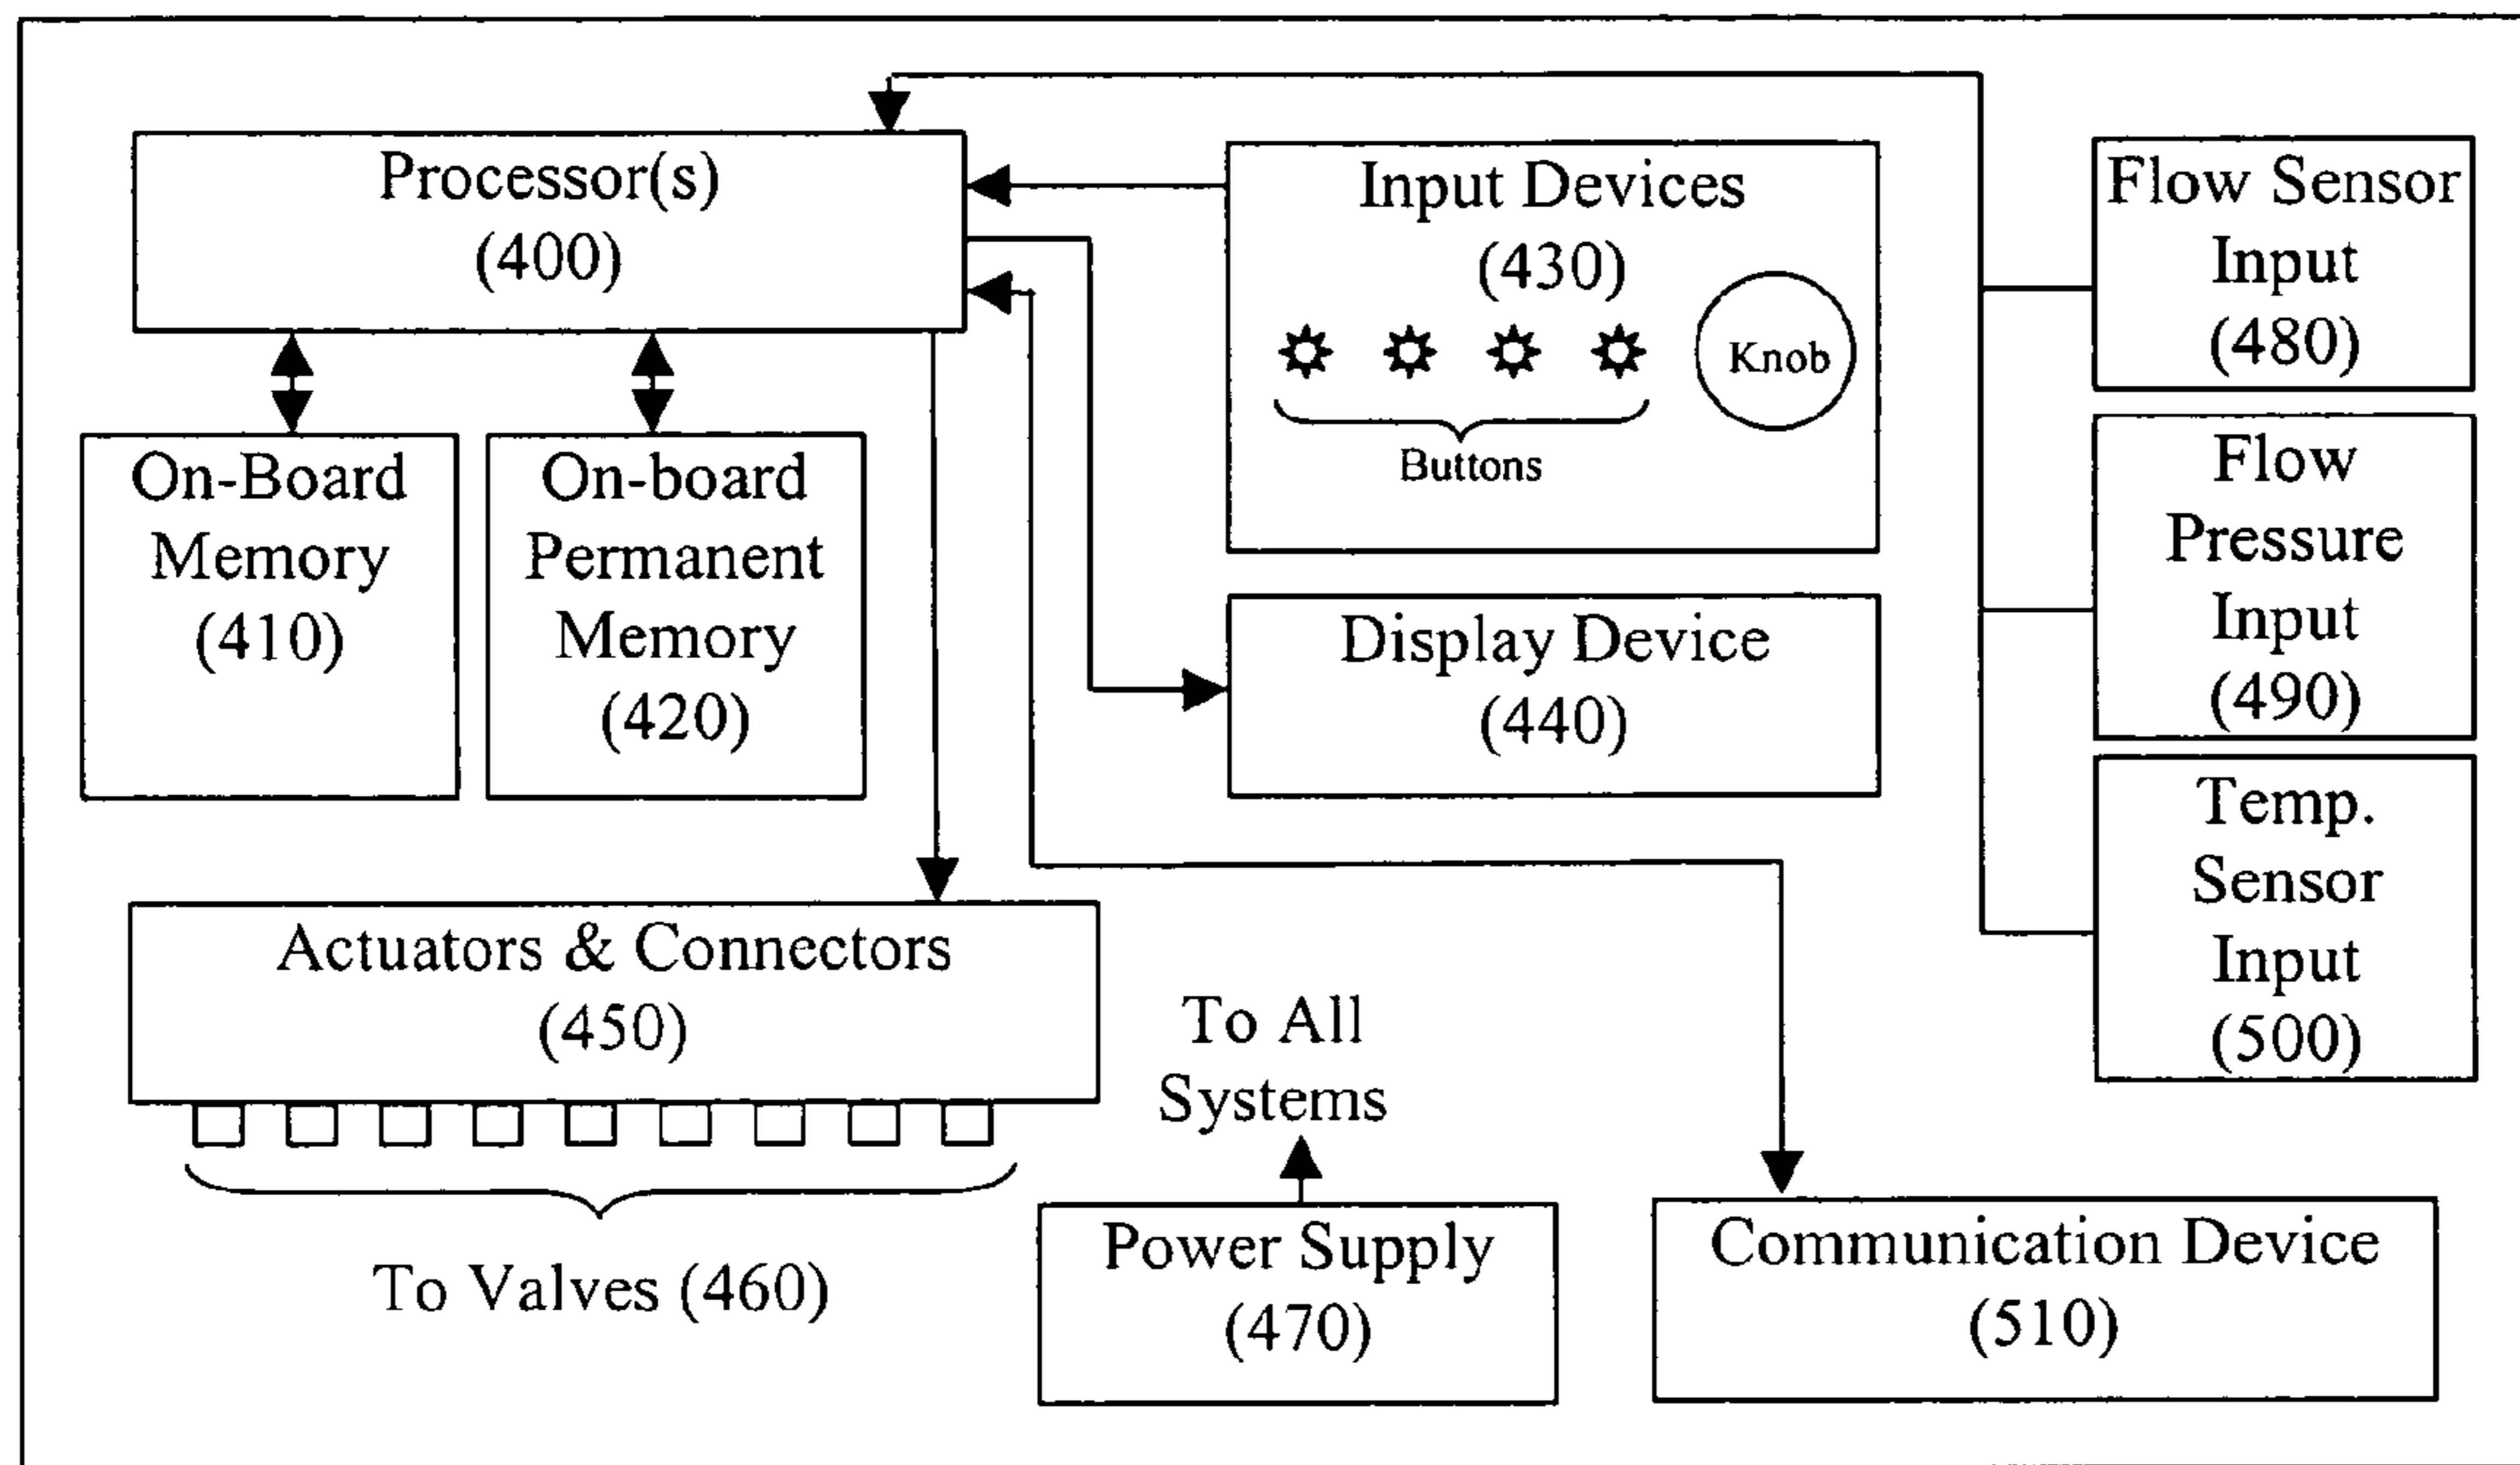 Processor(s)
(400)
Input Devices
(430)
Knob
Buttons
Flow Sensor
Input
(480)
On-Board
Memory
(410)
On-board
Permanent
Memory
(420)
Flow
Pressure
Input
(490)
Display Device
(440)
Temp.
Sensor
Input
(500)
Actuators & Connectors
(450)
To All
Systems
To Valves (460)
Power Supply
(470)
Communication Device
(510)